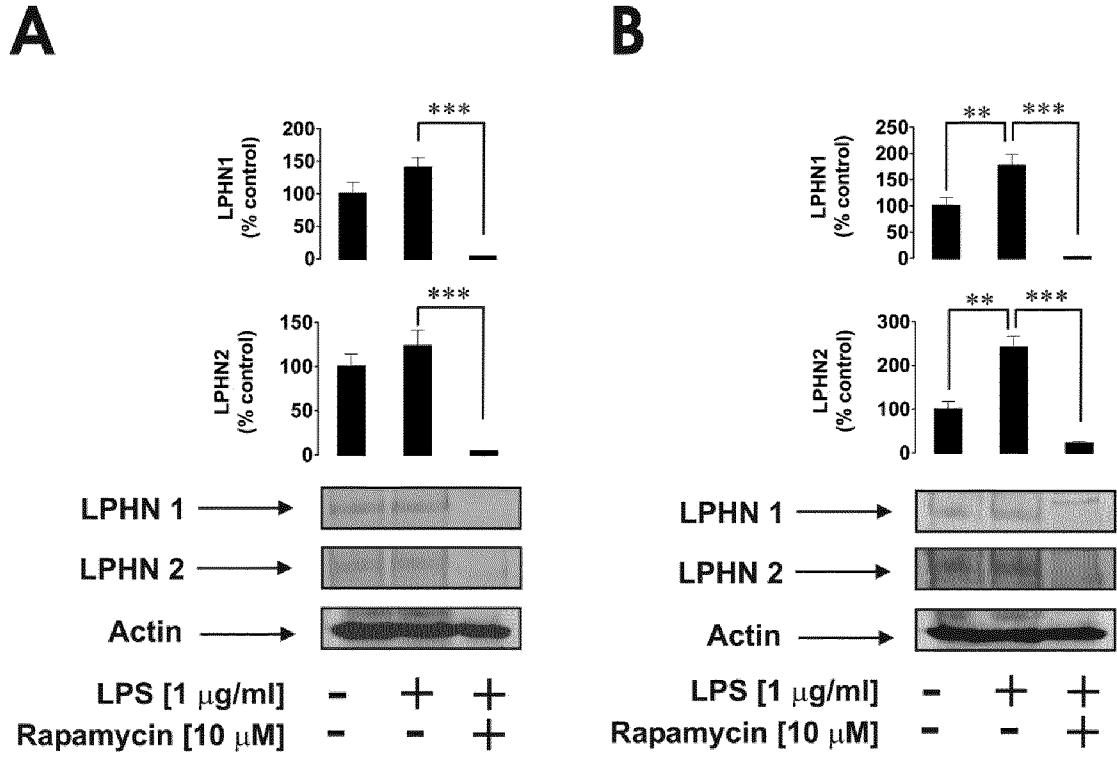 A
***
LPHN1
(% control)
200
150
100
50
0
***
LPHN2
(% control)
150
100
50
0
LPHN 1
LPHN 2
Actin
LPS [1 μg/ml] - + +
Rapamycin [10 μM] - - +
B
** ***
LPHN1
(% control)
250
200
150
100
50
0
** ***
LPHN2
(% control)
300
200
100
0
LPHN 1
LPHN 2
Actin
LPS [1 μg/ml] - + +
Rapamycin [10 μM] - - +